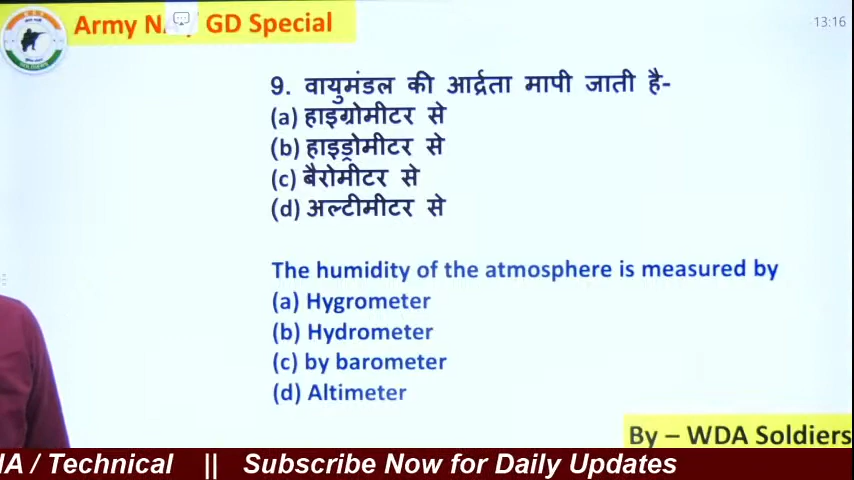 Army N GD Special
13:16
9. वायुमंडल की आर्द्रता मापी जाती है-
(a) हाइग्रोमीटर से
(b) हाइड्रोमीटर से
(c) बैरोमीटर से
(d) अल्टीमीटर से
The humidity of the atmosphere is measured by
(a) Hygrometer
(b) Hydrometer
(c) by barometer
(d) Altimeter
By – WDA Soldiers
IA / Technical || Subscribe Now for Daily Updates